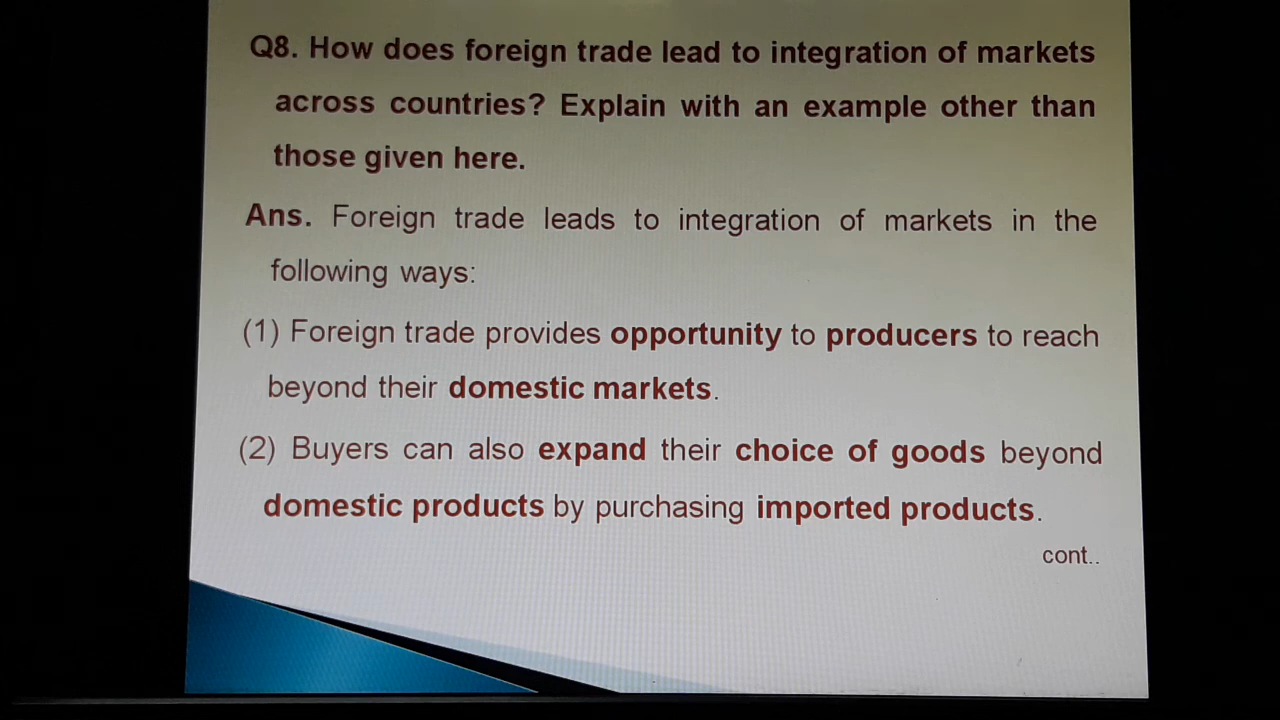 Q8. How does foreign trade lead to integration of markets
across countries? Explain with an example other than
those given here.
Ans. Foreign trade leads to integration of markets in the
following ways:
(1) Foreign trade provides opportunity to producers to reach
beyond their domestic markets.
(2) Buyers can also expand their choice of goods beyond
domestic products by purchasing imported products.
cont..